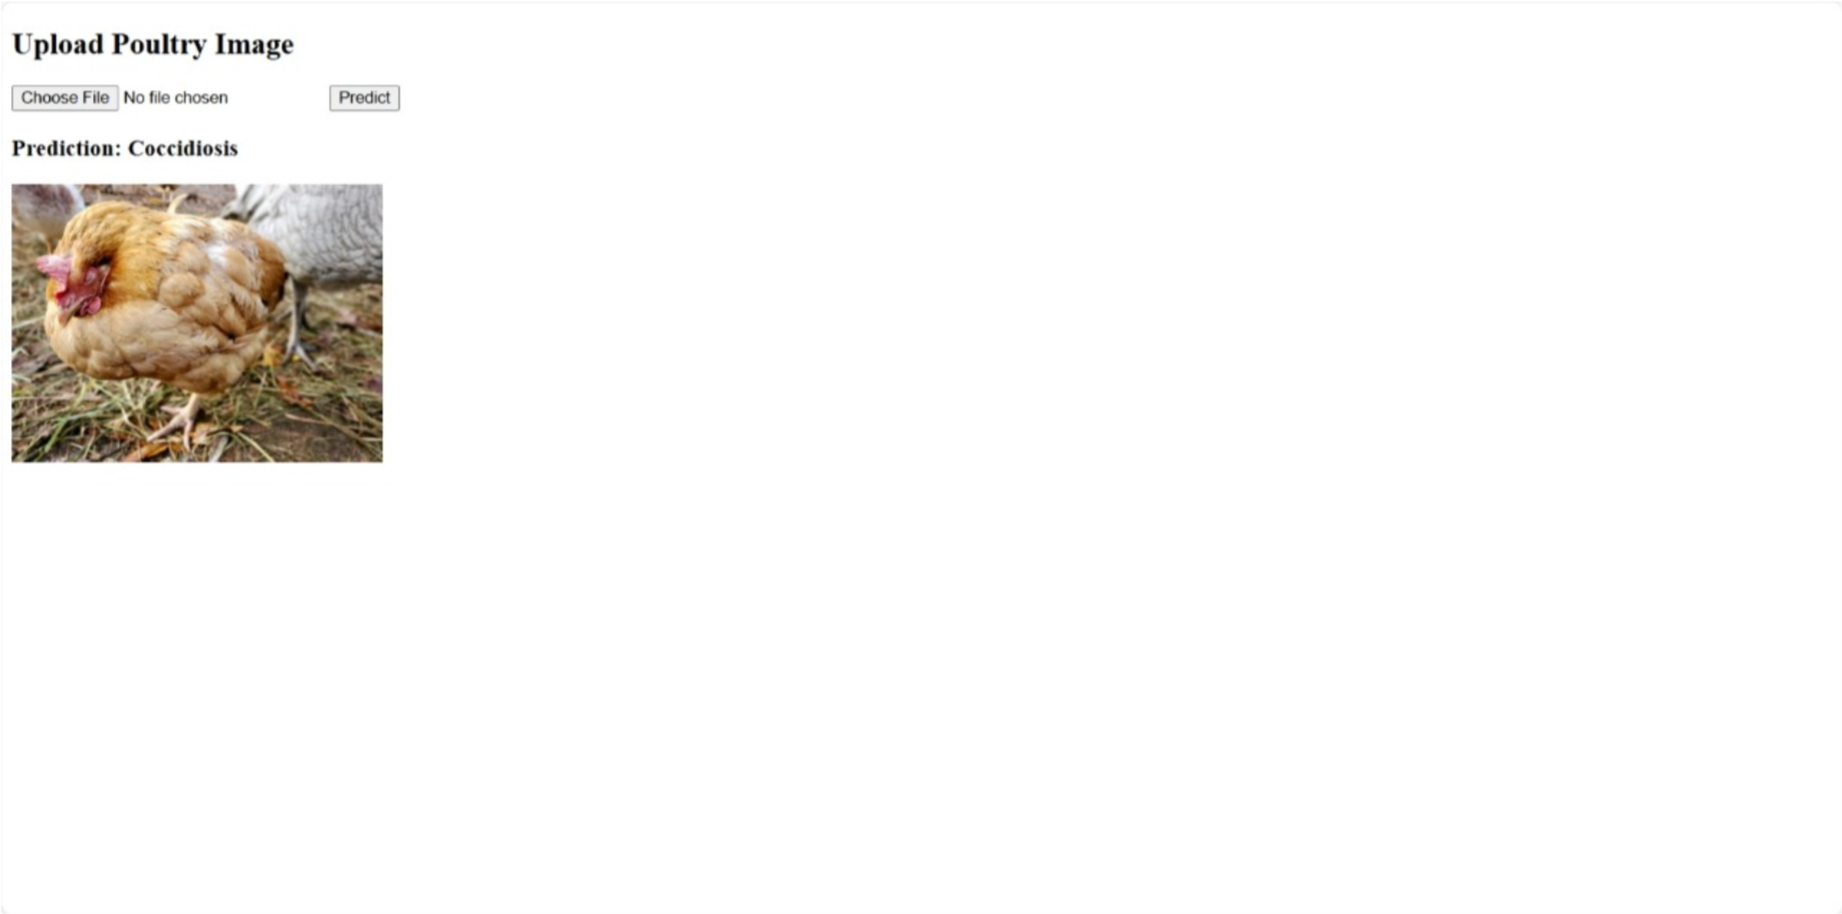 Upload Poultry Image
Choose File No file chosen Predict
Prediction: Coccidiosis